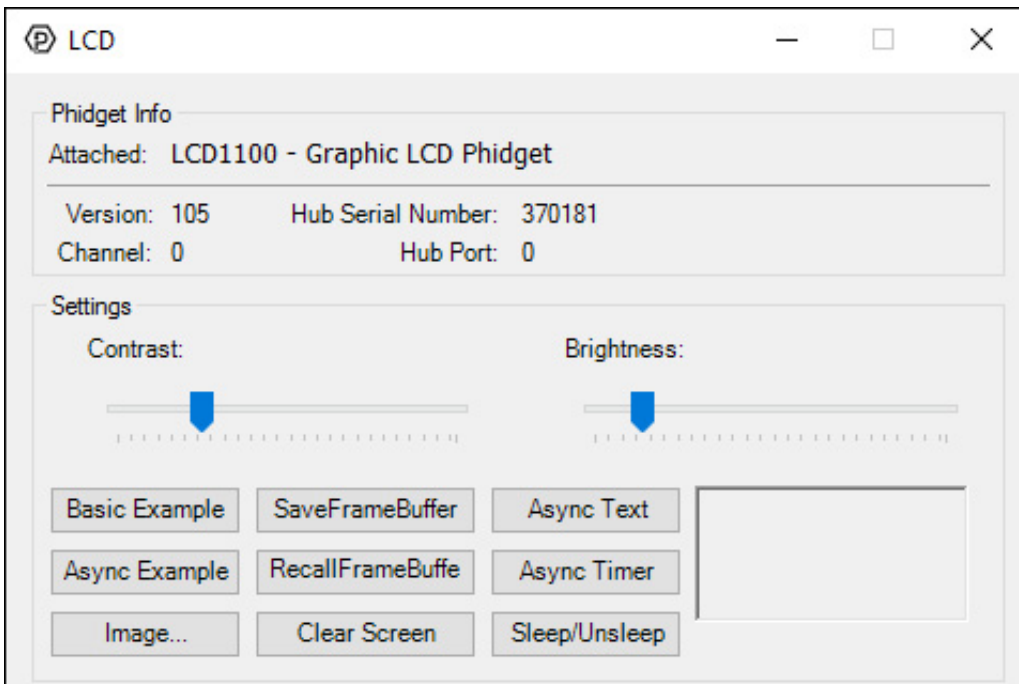 LCD
Phidget Info
Attached: LCD1100 - Graphic LCD Phidget
Version: 105 Hub Serial Number: 370181
Channel: 0 Hub Port: 0
Settings
Contrast: Brightness:
Basic Example SaveFrameBuffer Async Text
Async Example RecallFrameBuffe Async Timer
Image... Clear Screen Sleep/Unsleep